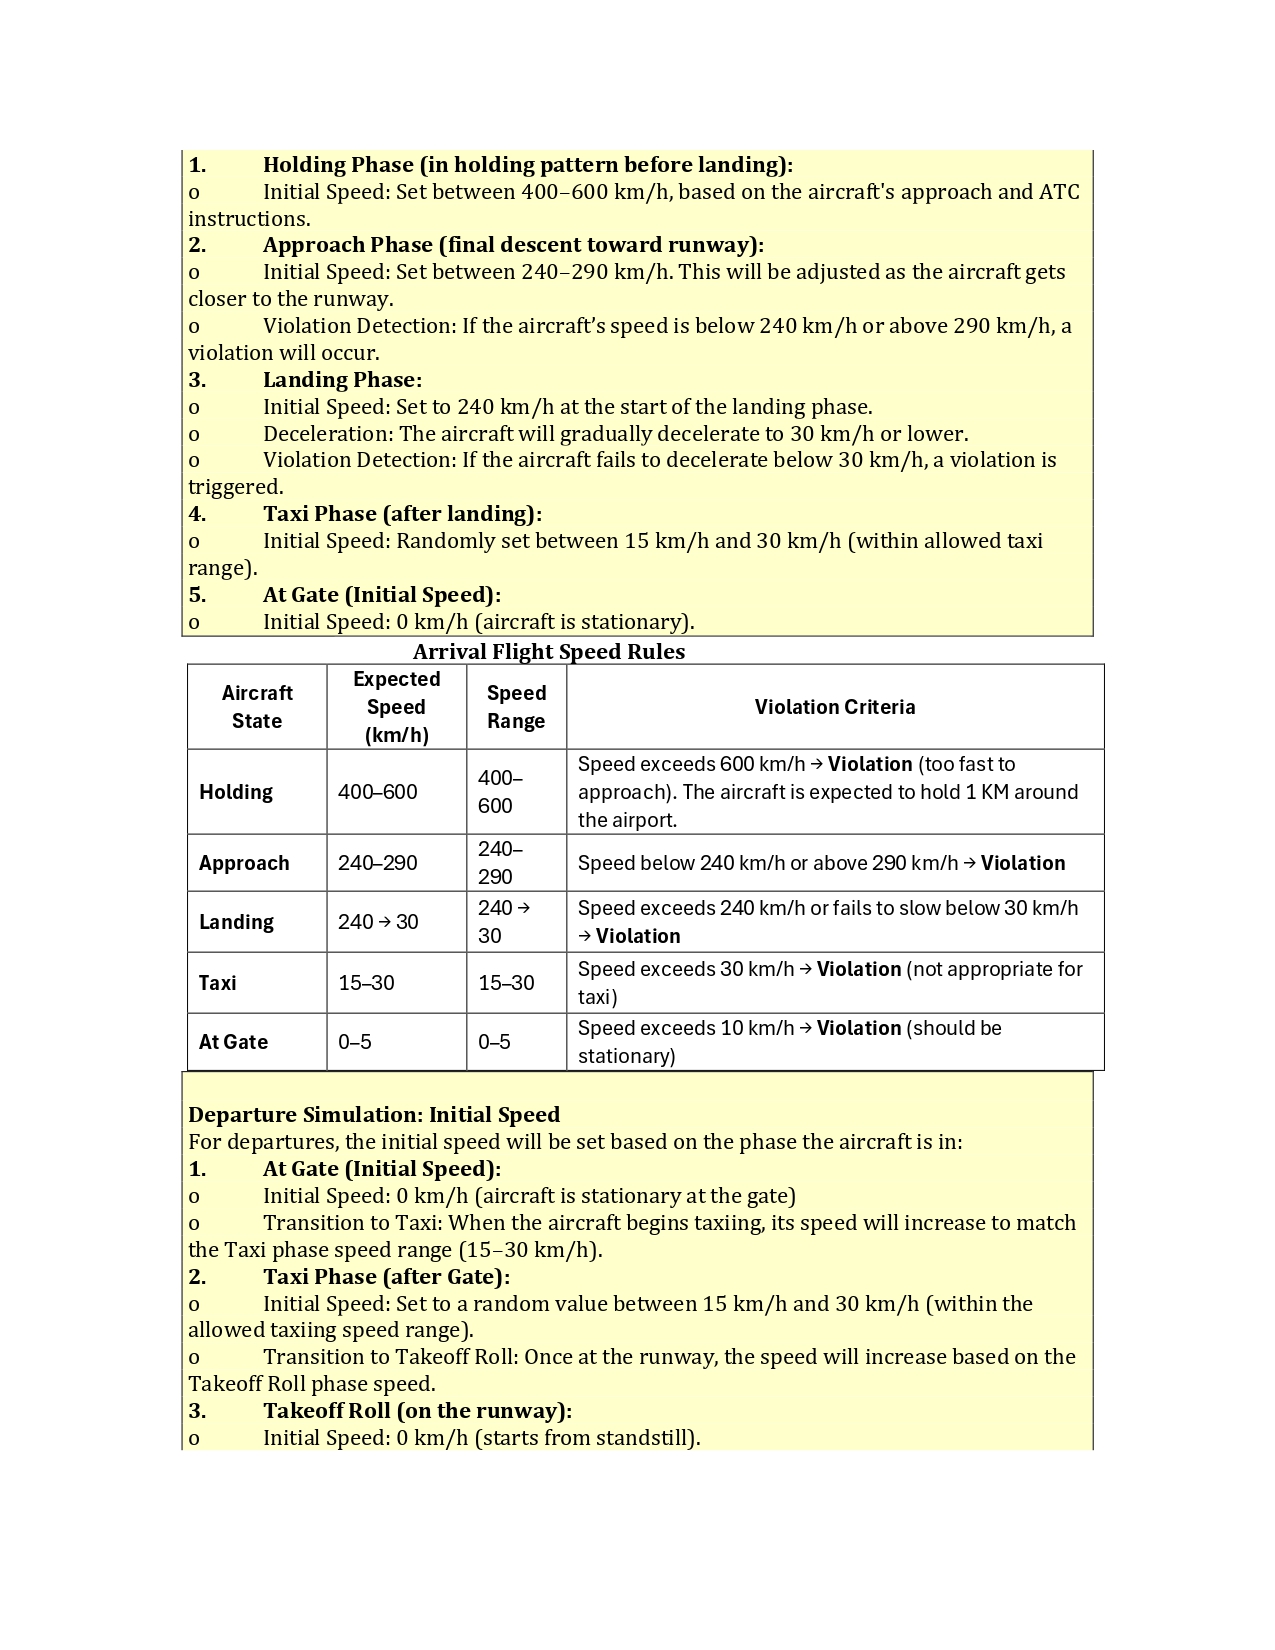 1. Holding Phase (in holding pattern before landing):
o Initial Speed: Set between 400–600 km/h, based on the aircraft's approach and ATC
instructions.
2. Approach Phase (final descent toward runway):
o Initial Speed: Set between 240–290 km/h. This will be adjusted as the aircraft gets
closer to the runway.
o Violation Detection: If the aircraft’s speed is below 240 km/h or above 290 km/h, a
violation will occur.
3. Landing Phase:
o Initial Speed: Set to 240 km/h at the start of the landing phase.
o Deceleration: The aircraft will gradually decelerate to 30 km/h or lower.
o Violation Detection: If the aircraft fails to decelerate below 30 km/h, a violation is
triggered.
4. Taxi Phase (after landing):
o Initial Speed: Randomly set between 15 km/h and 30 km/h (within allowed taxi
range).
5. At Gate (Initial Speed):
o Initial Speed: 0 km/h (aircraft is stationary).
Arrival Flight Speed Rules
Aircraft
State
Expected
Speed
(km/h)
Speed
Range
Violation Criteria
Holding
400–600
400–
600
Speed exceeds 600 km/h → Violation (too fast to
approach). The aircraft is expected to hold 1 KM around
the airport.
Approach
240–290
240–
290
Speed below 240 km/h or above 290 km/h → Violation
Landing
240 → 30
240 →
30
Speed exceeds 240 km/h or fails to slow below 30 km/h
→ Violation
Taxi
15–30
15–30
Speed exceeds 30 km/h → Violation (not appropriate for
taxi)
At Gate
0–5
0–5
Speed exceeds 10 km/h → Violation (should be
stationary)
Departure Simulation: Initial Speed
For departures, the initial speed will be set based on the phase the aircraft is in:
1. At Gate (Initial Speed):
o Initial Speed: 0 km/h (aircraft is stationary at the gate)
o Transition to Taxi: When the aircraft begins taxiing, its speed will increase to match
the Taxi phase speed range (15–30 km/h).
2. Taxi Phase (after Gate):
o Initial Speed: Set to a random value between 15 km/h and 30 km/h (within the
allowed taxiing speed range).
o Transition to Takeoff Roll: Once at the runway, the speed will increase based on the
Takeoff Roll phase speed.
3. Takeoff Roll (on the runway):
o Initial Speed: 0 km/h (starts from standstill).